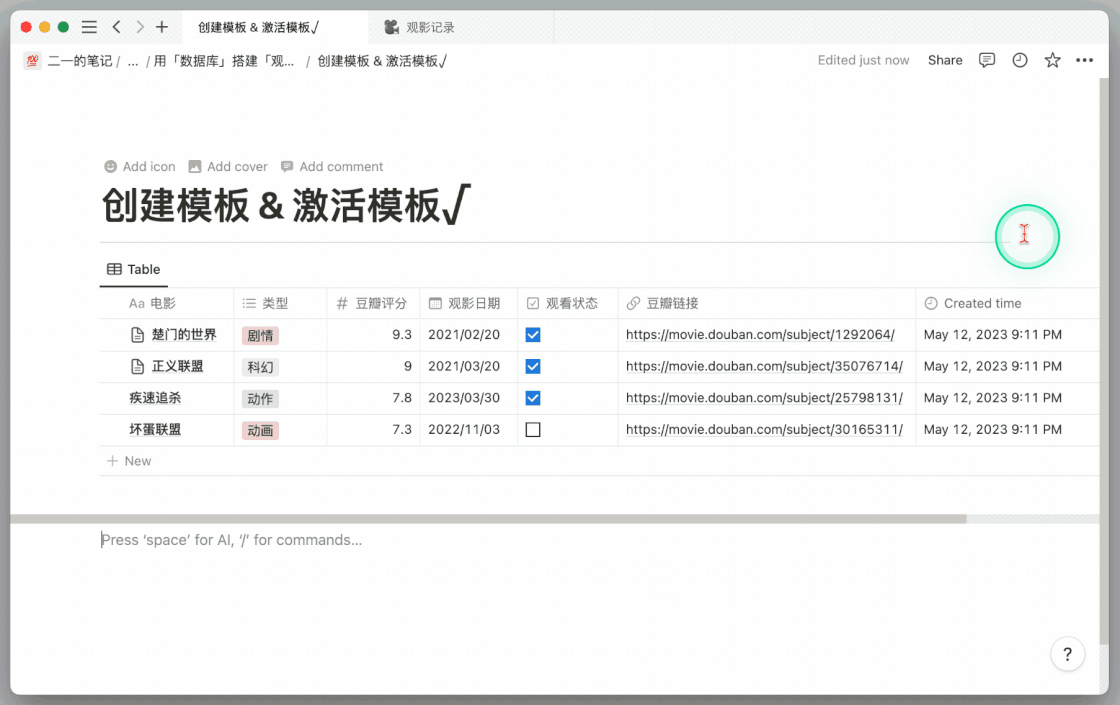 创建模板 & 激活模板√ 观影记录
💯 二一的笔记 / ... / 用「数据库」搭建「观... / 创建模板 & 激活模板√ Edited just now Share
Add icon Add cover Add comment
创建模板 & 激活模板√
Table
Aa 电影 类型 # 豆瓣评分 观影日期 观看状态 豆瓣链接 Created time
楚门的世界 剧情 9.3 2021/02/20 https://movie.douban.com/subject/1292064/ May 12, 2023 9:11 PM
正义联盟 科幻 9 2021/03/20 https://movie.douban.com/subject/35076714/ May 12, 2023 9:11 PM
疾速追杀 动作 7.8 2023/03/30 https://movie.douban.com/subject/25798131/ May 12, 2023 9:11 PM
坏蛋联盟 动画 7.3 2022/11/03 https://movie.douban.com/subject/30165311/ May 12, 2023 9:11 PM
+ New
Press ‘space’ for AI, ‘/’ for commands...
?